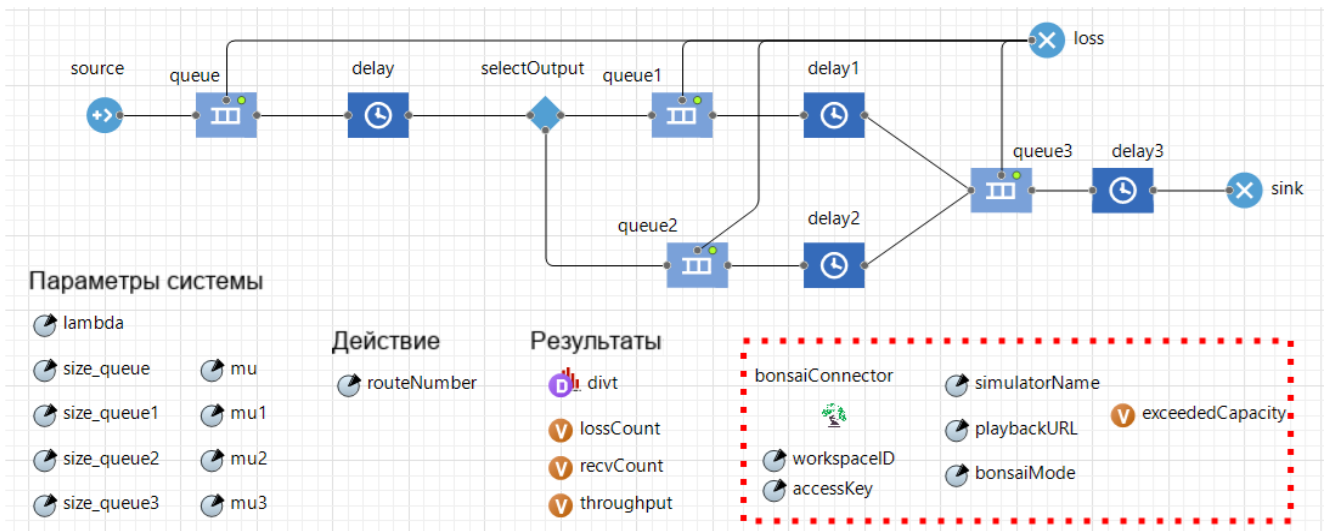 loss
source
queue
delay
selectOutput
queue1
delay1
queue3
delay3
sink
queue2
delay2
Параметры системы
lambda
size_queue
mu
size_queue1
mu1
size_queue2
mu2
size_queue3
mu3
Действие
routeNumber
Результаты
D
divt
V
lossCount
V
recvCount
V
throughput
bonsaiConnector
workspaceID
accessKey
simulatorName
playbackURL
bonsaiMode
V
exceededCapacity